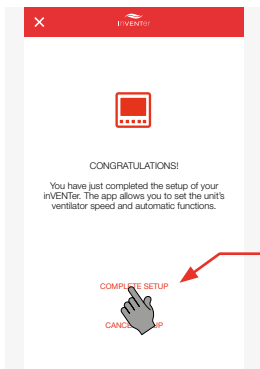 inVENTer
CONGRATULATIONS!
You have just completed the setup of your
inVENTer. The app allows you to set the unit's
ventilator speed and automatic functions.
COMPLETE SETUP